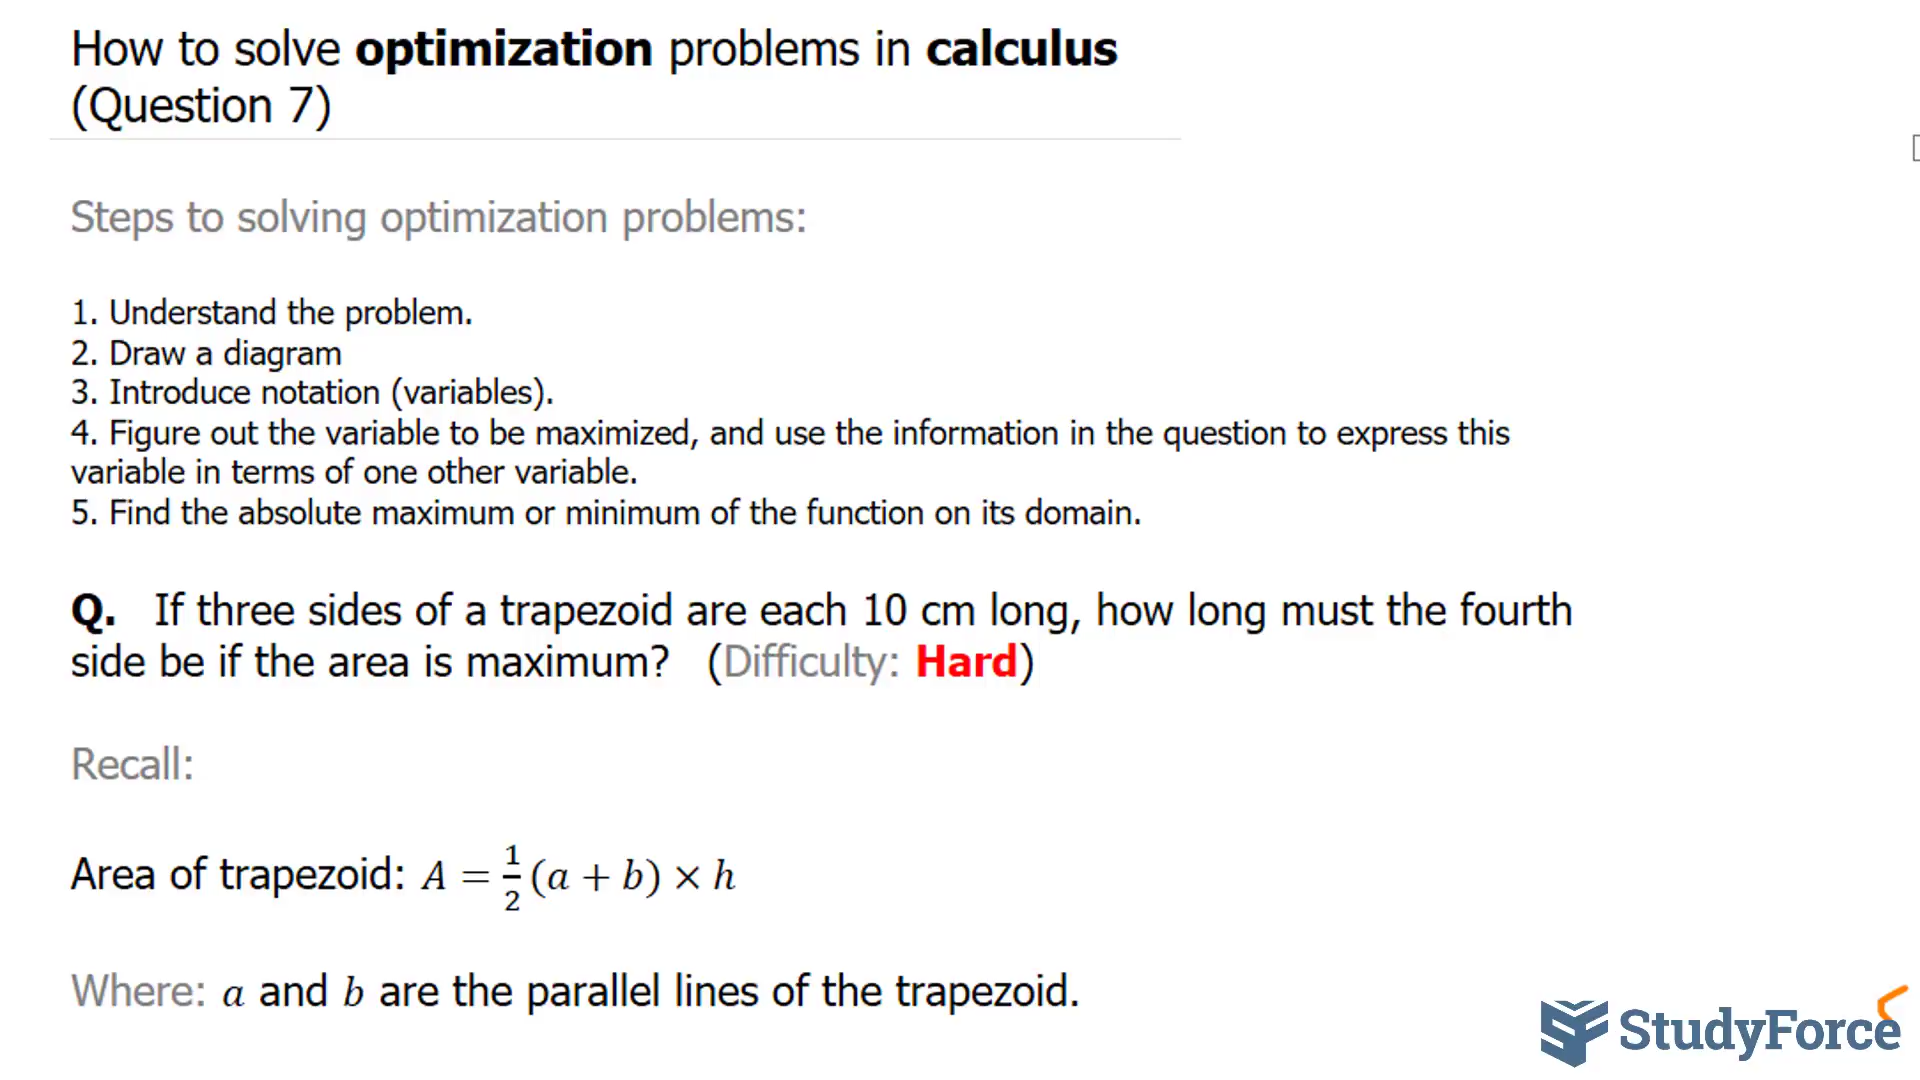 How to solve optimization problems in calculus
(Question 7)
Steps to solving optimization problems:
1. Understand the problem.
2. Draw a diagram
3. Introduce notation (variables).
4. Figure out the variable to be maximized, and use the information in the question to express this
variable in terms of one other variable.
5. Find the absolute maximum or minimum of the function on its domain.
Q. If three sides of a trapezoid are each 10 cm long, how long must the fourth
side be if the area is maximum? (Difficulty: Hard)
Recall:
Area of trapezoid: A = 1/2 (a + b) × h
Where: a and b are the parallel lines of the trapezoid.
StudyForce